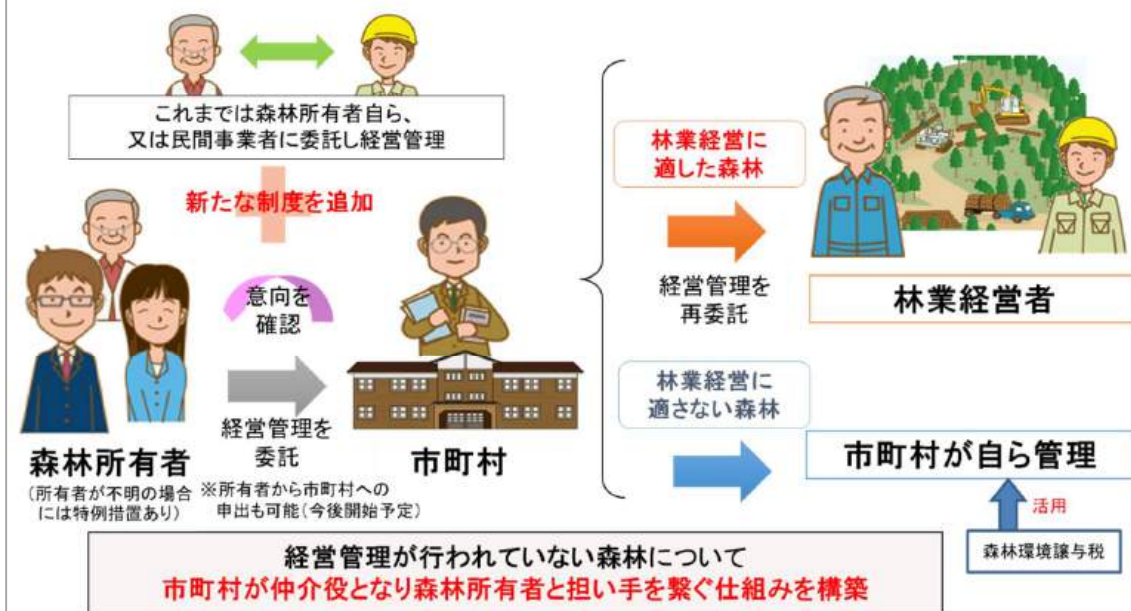 これまでは森林所有者自ら、
又は民間事業者に委託し経営管理
新たな制度を追加
意向を
確認
経営管理を
委託
森林所有者
(所有者が不明の場合
には特例措置あり)
市町村
※所有者から市町村への
申出も可能(今後開始予定)
林業経営に
適した森林
経営管理を
再委託
林業経営者
林業経営に
適さない森林
市町村が自ら管理
活用
森林環境譲与税
経営管理が行われていない森林について
市町村が仲介役となり森林所有者と担い手を繋ぐ仕組みを構築